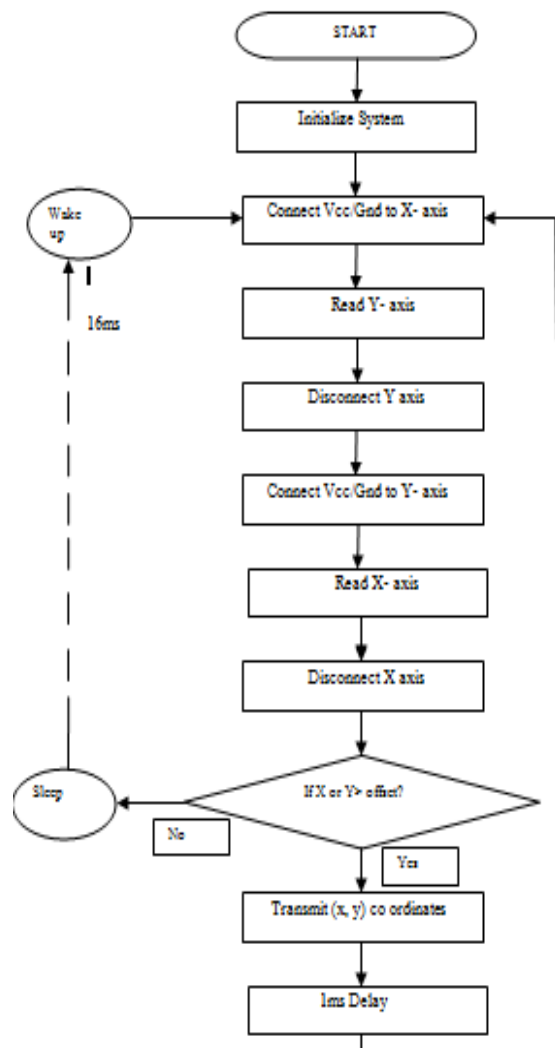 START
Initialize System
Wake
up
Connect Vcc/Gnd to X- axis
16ms
Read Y- axis
Disconnect Y axis
Connect Vcc/Gnd to Y- axis
Read X- axis
Disconnect X axis
If X or Y> offset?
Sleep
No
Yes
Transmit (x, y) co ordinates
1ms Delay